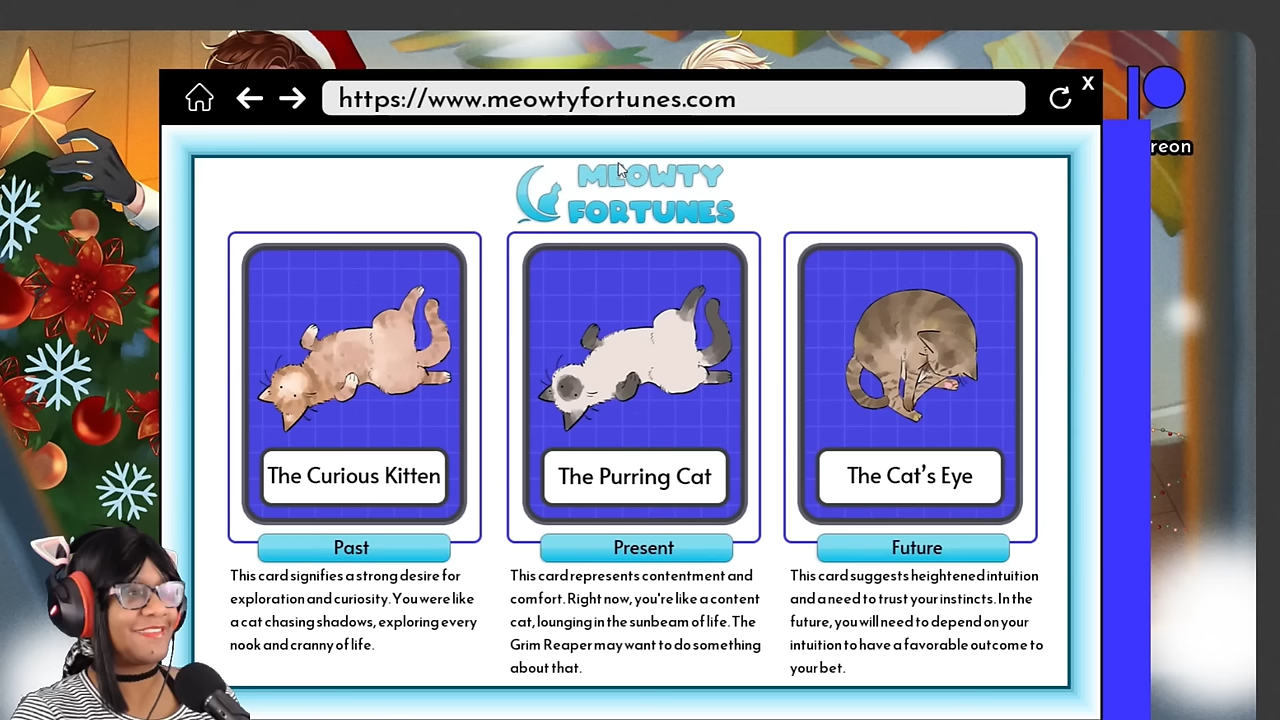 https://www.meowtyfortunes.com
X
reon
MEOWTY
FORTUNES
The Curious Kitten
The Purring Cat
The Cat's Eye
Past
Present
Future
This card signifies a strong desire for
exploration and curiosity. You were like
a cat chasing shadows, exploring every
nook and cranny of life.
This card represents contentment and
comfort. Right now, you're like a content
cat, lounging in the sunbeam of life. The
Grim Reaper may want to do something
about that.
This card suggests heightened intuition
and a need to trust your instincts. In the
future, you will need to depend on your
intuition to have a favorable outcome to
your bet.